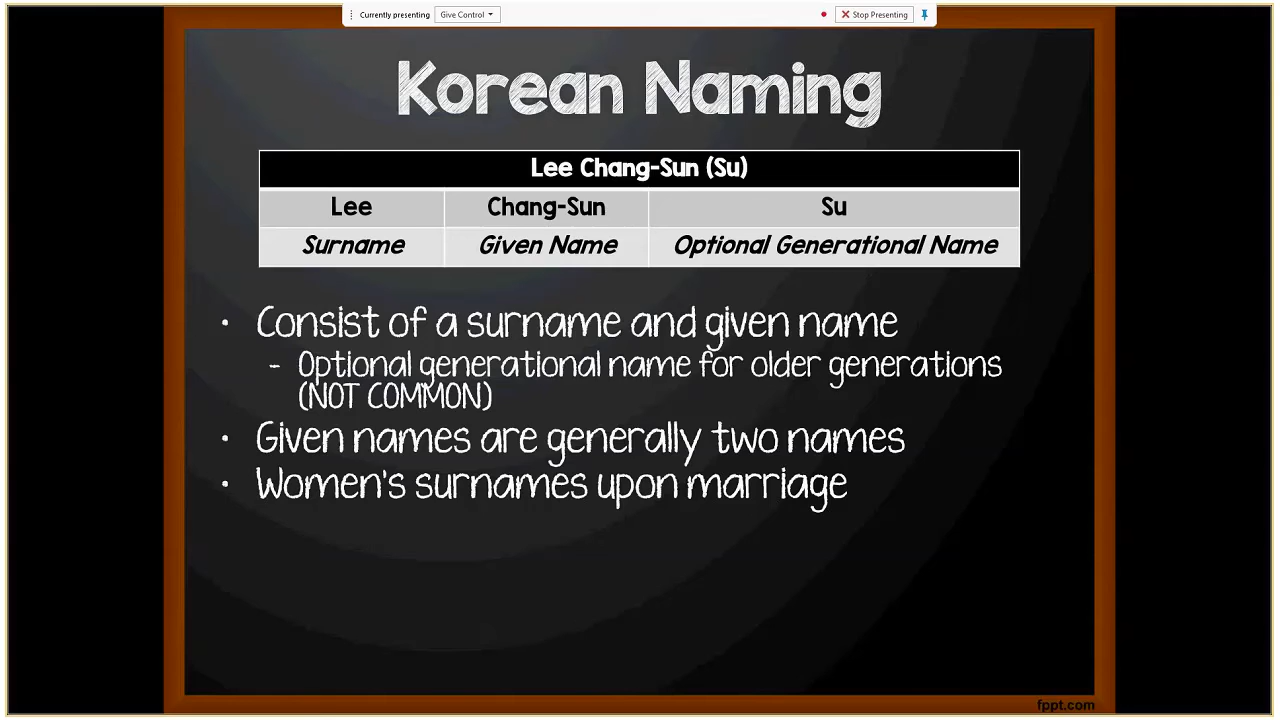 Currently presenting Give Control Stop Presenting
Korean Naming
Lee Chang-Sun (Su)
Lee Chang-Sun Su
Surname Given Name Optional Generational Name
• Consist of a surname and given name
- Optional generational name for older generations
(NOT COMMON)
• Given names are generally two names
• Women's surnames upon marriage
fppt.com